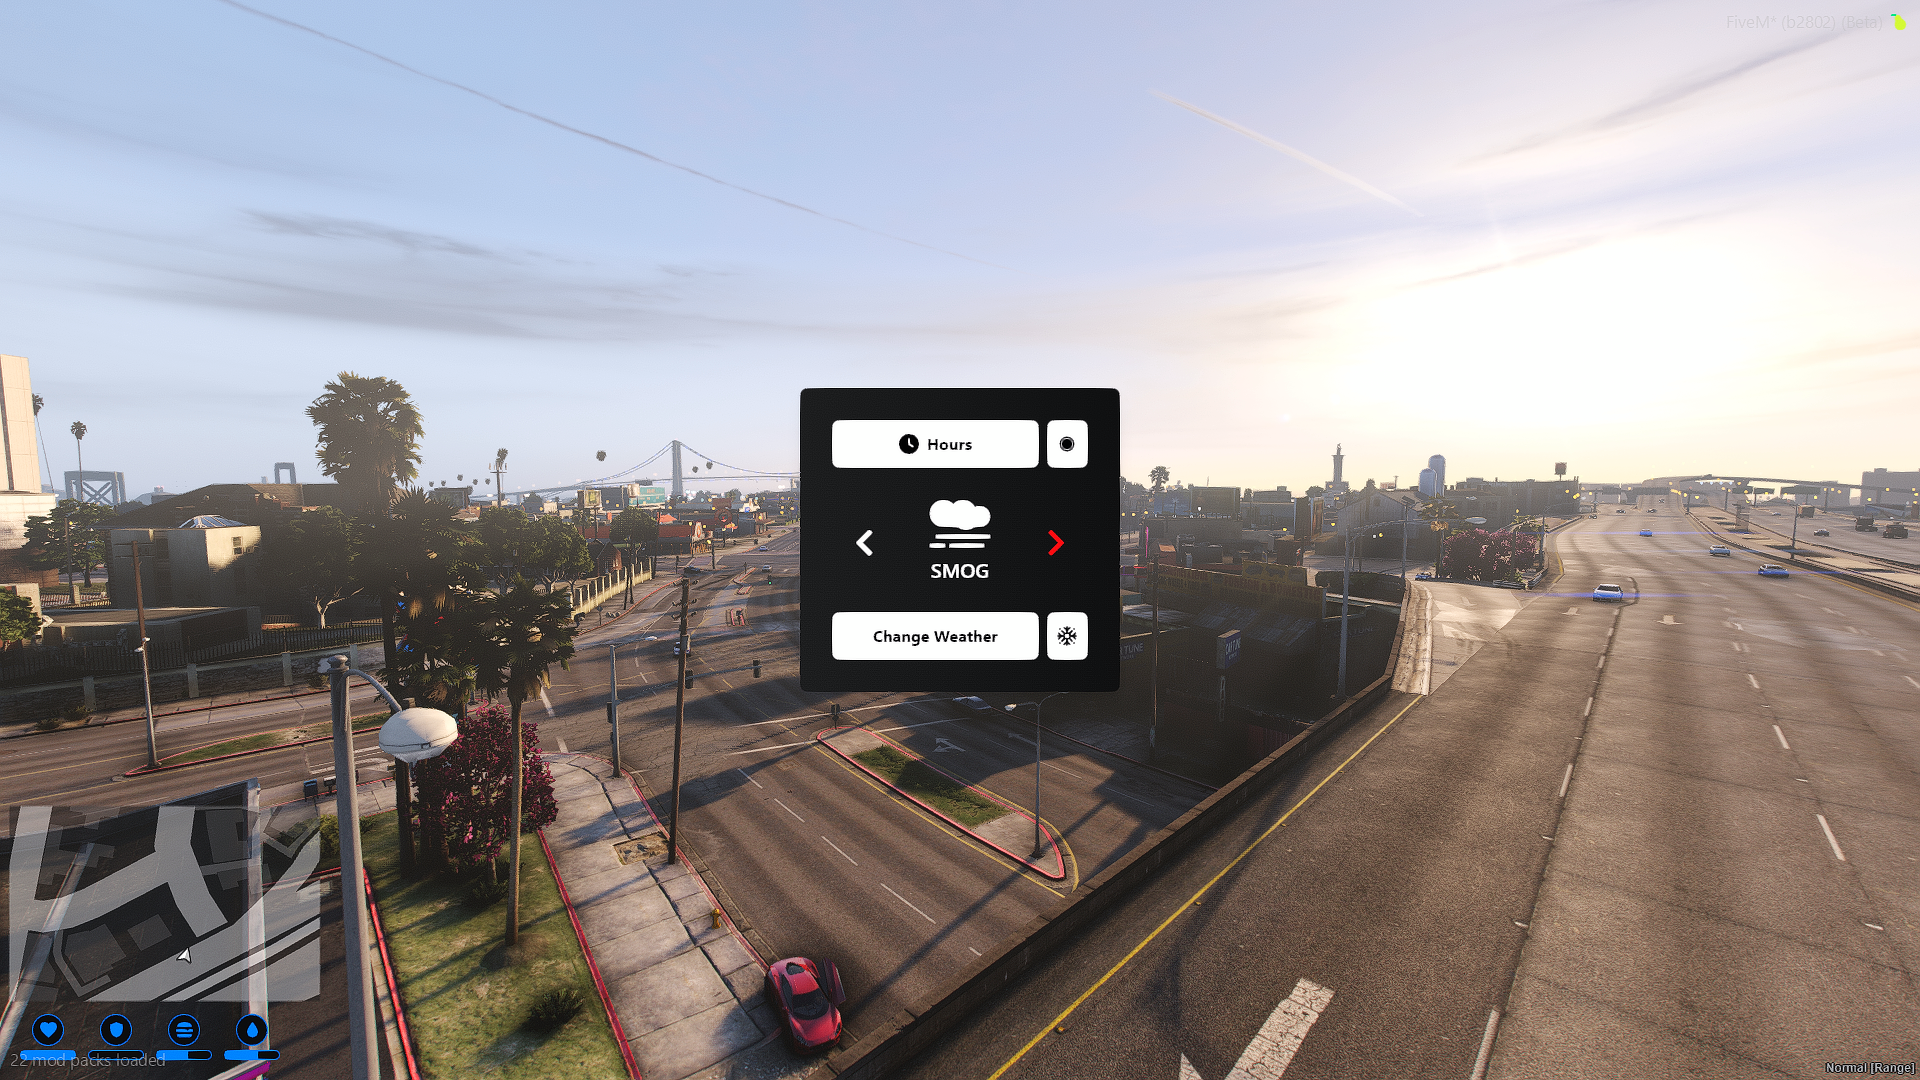 FiveM* (b2802) (Beta)
Hours
SMOG
Change Weather
22 mod packs loaded
Normal [Range]